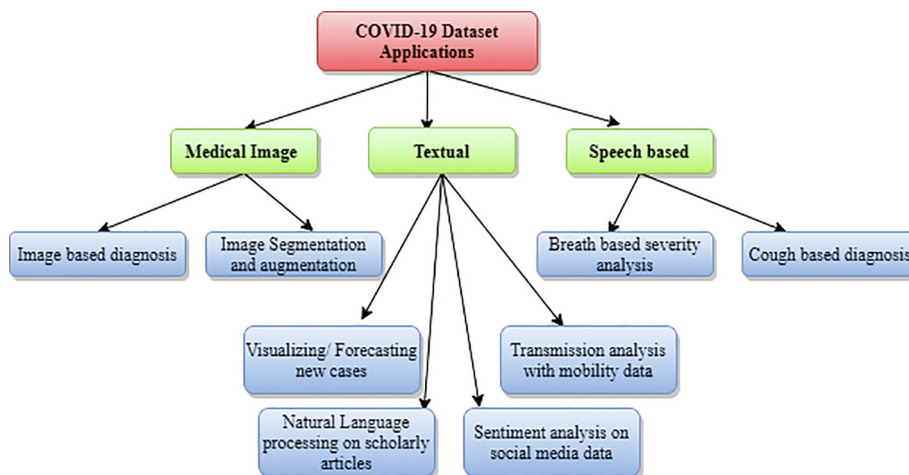 COVID-19 Dataset
Applications
Medical Image
Textual
Speech based
Image based diagnosis
Image Segmentation
and augmentation
Breath based severity
analysis
Cough based diagnosis
Visualizing/ Forecasting
new cases
Transmission analysis
with mobility data
Natural Language
processing on scholarly
articles
Sentiment analysis on
social media data